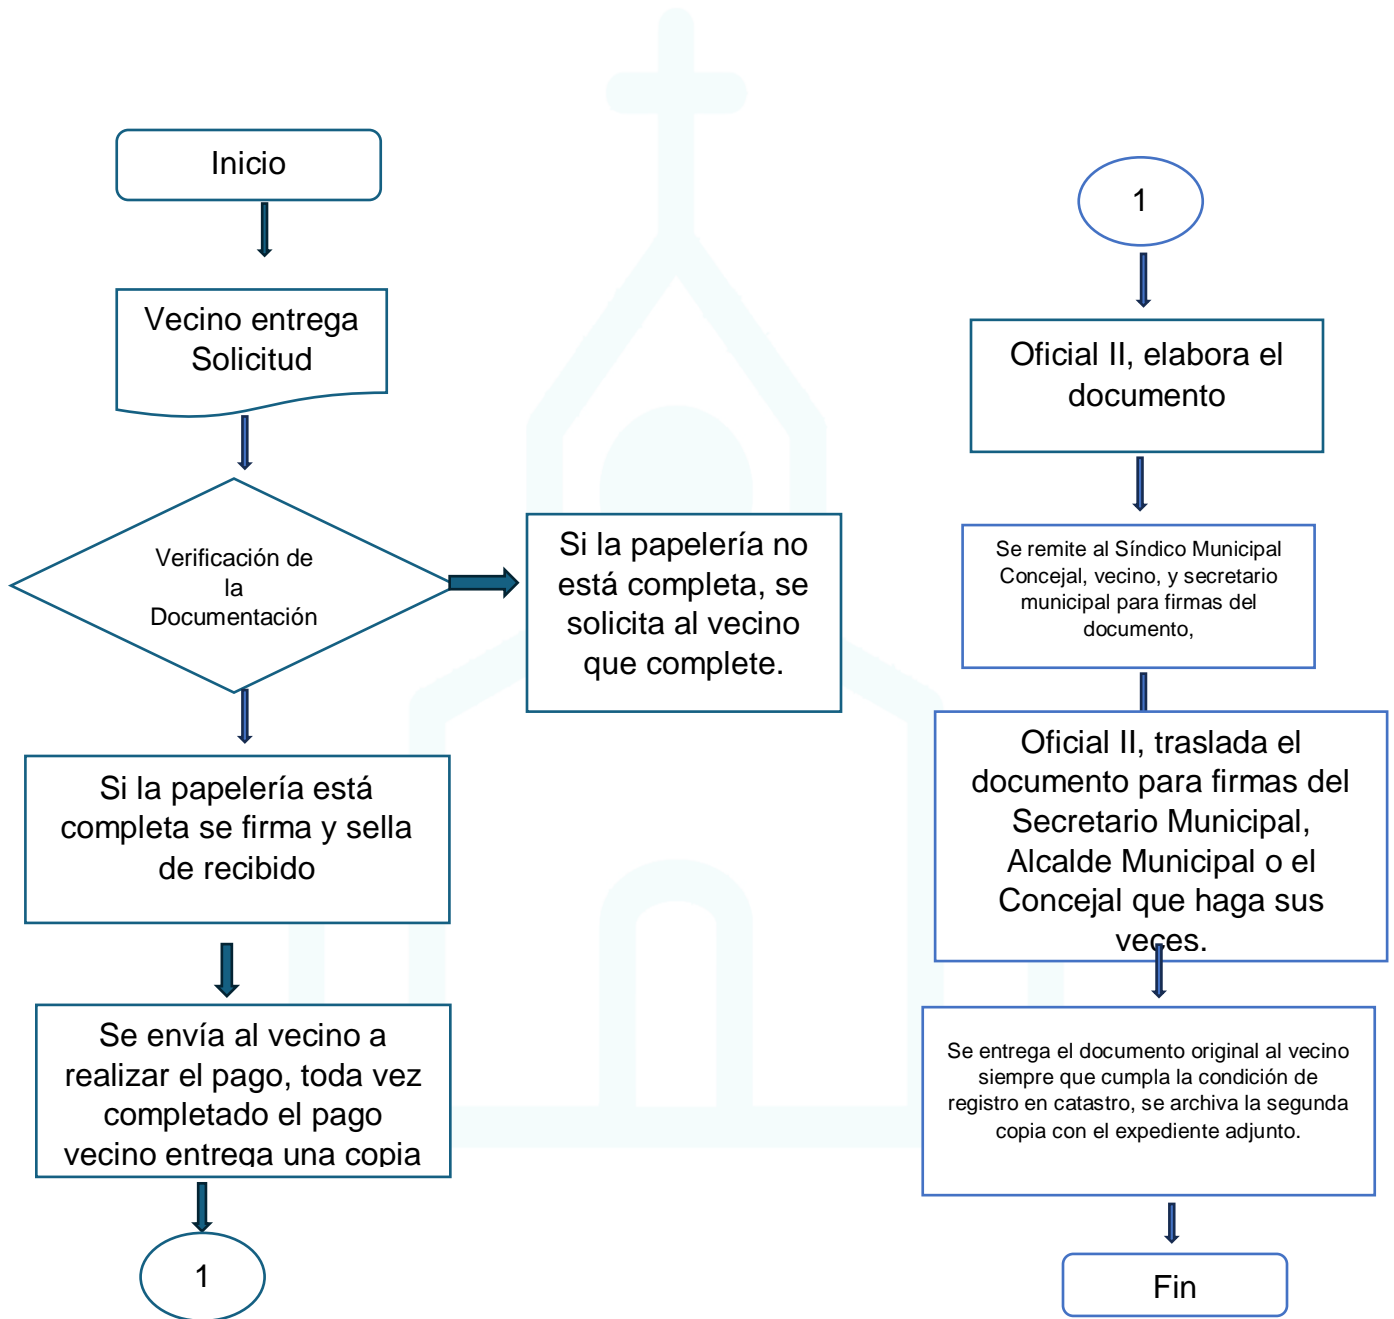 Inicio
Vecino entrega
Solicitud
Verificación de
la
Documentación
Si la papelería no
está completa, se
solicita al vecino
que complete.
Si la papelería está
completa se firma y sella
de recibido
Se envía al vecino a
realizar el pago, toda vez
completado el pago
vecino entrega una copia
1
1
Oficial II, elabora el
documento
Se remite al Síndico Municipal
Concejal, vecino, y secretario
municipal para firmas del
documento,
Oficial II, traslada el
documento para firmas del
Secretario Municipal,
Alcalde Municipal o el
Concejal que haga sus
veces.
Se entrega el documento original al vecino
siempre que cumpla la condición de
registro en catastro, se archiva la segunda
copia con el expediente adjunto.
Fin